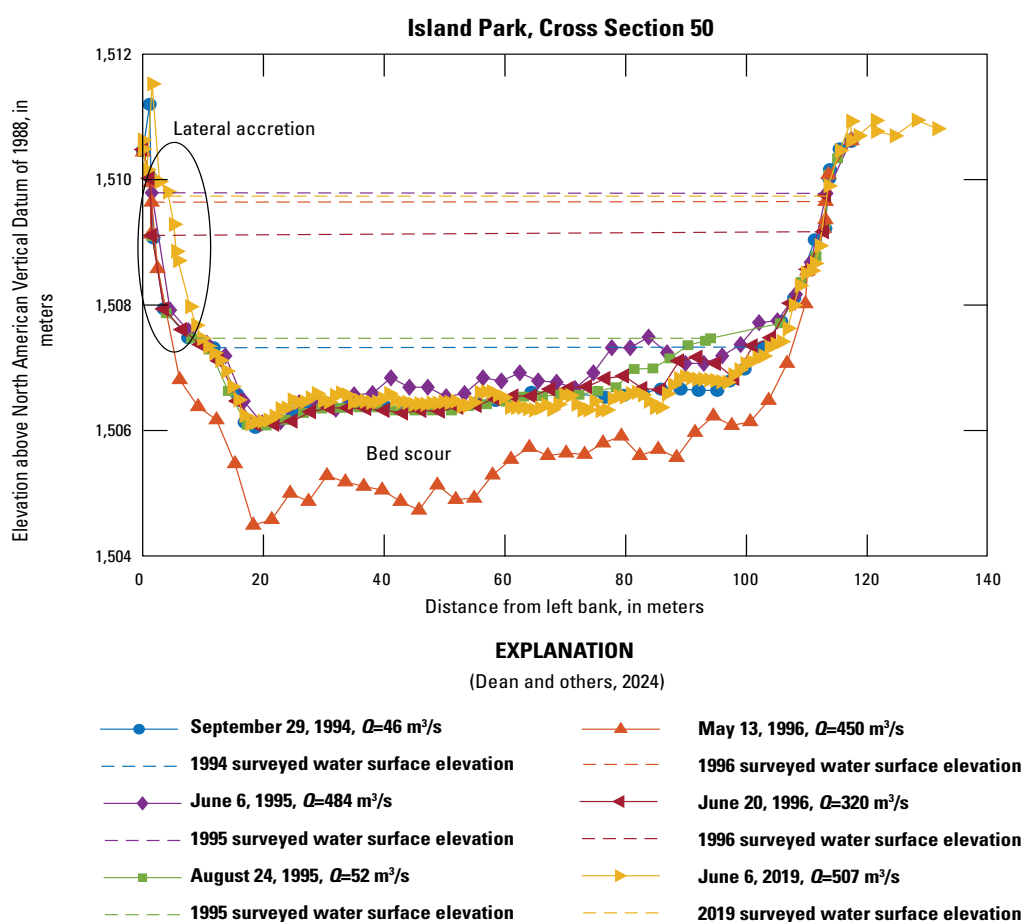 Island Park, Cross Section 50
Elevation above North American Vertical Datum of 1988, in
meters
1,512
1,510
1,508
1,506
1,504
Lateral accretion
Bed scour
0 20 40 60 80 100 120 140
Distance from left bank, in meters
EXPLANATION
(Dean and others, 2024)
September 29, 1994, Q=46 m³/s
1994 surveyed water surface elevation
June 6, 1995, Q=484 m³/s
1995 surveyed water surface elevation
August 24, 1995, Q=52 m³/s
1995 surveyed water surface elevation
May 13, 1996, Q=450 m³/s
1996 surveyed water surface elevation
June 20, 1996, Q=320 m³/s
1996 surveyed water surface elevation
June 6, 2019, Q=507 m³/s
2019 surveyed water surface elevation